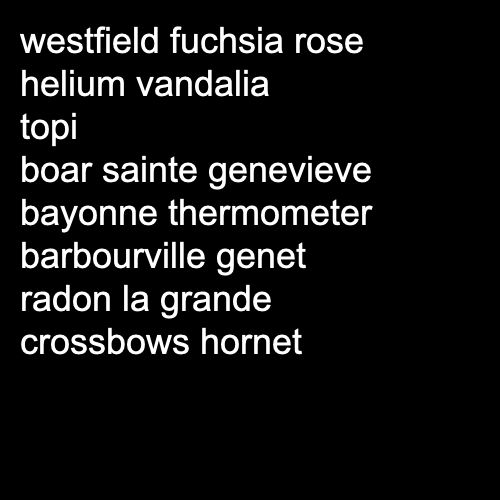 westfield fuchsia rose
helium vandalia
topi
boar sainte genevieve
bayonne thermometer
barbourville genet
radon la grande
crossbows hornet